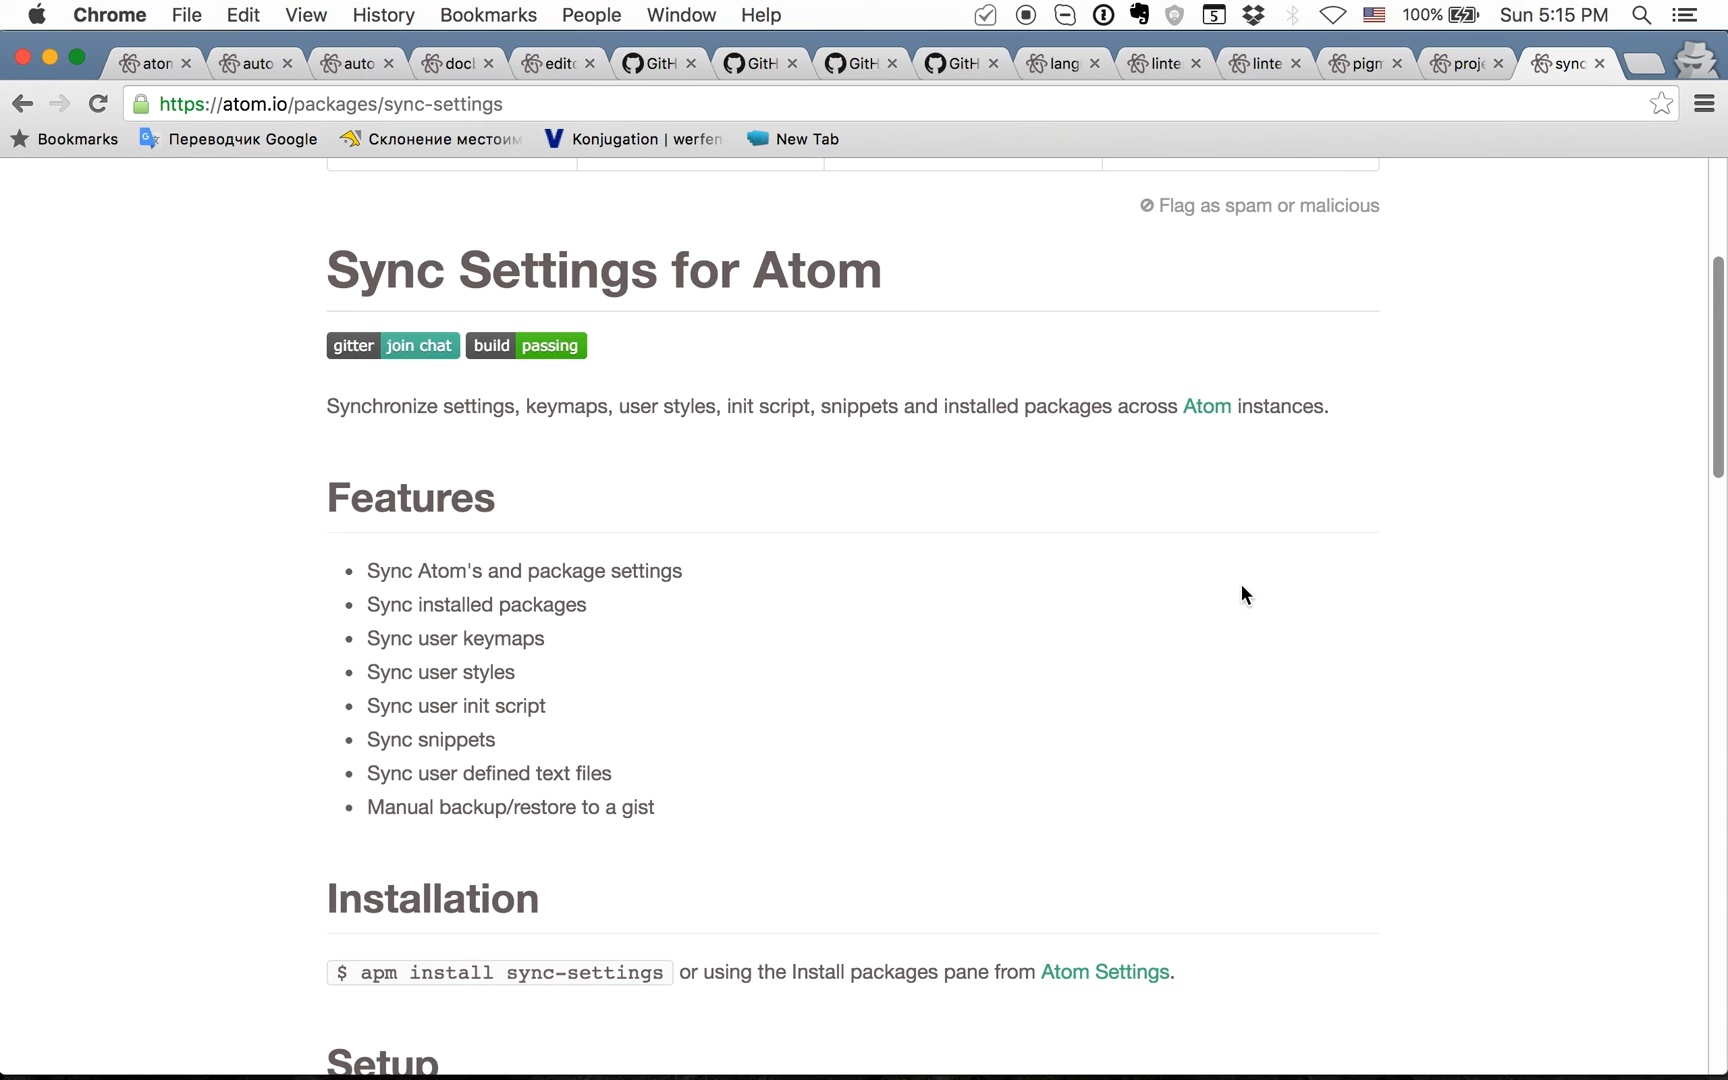 Chrome File Edit View History Bookmarks People Window Help 5 100% Sun 5:15 PM
atom auto auto doc edito GitH GitH GitH GitH lang linte linte pigm proje sync
https://atom.io/packages/sync-settings
Bookmarks Переводчик Google Склонение местоим Konjugation | werfen New Tab
Flag as spam or malicious
Sync Settings for Atom
gitter join chat build passing
Synchronize settings, keymaps, user styles, init script, snippets and installed packages across Atom instances.
Features
• Sync Atom's and package settings
• Sync installed packages
• Sync user keymaps
• Sync user styles
• Sync user init script
• Sync snippets
• Sync user defined text files
• Manual backup/restore to a gist
Installation
$ apm install sync-settings or using the Install packages pane from Atom Settings.
Setup